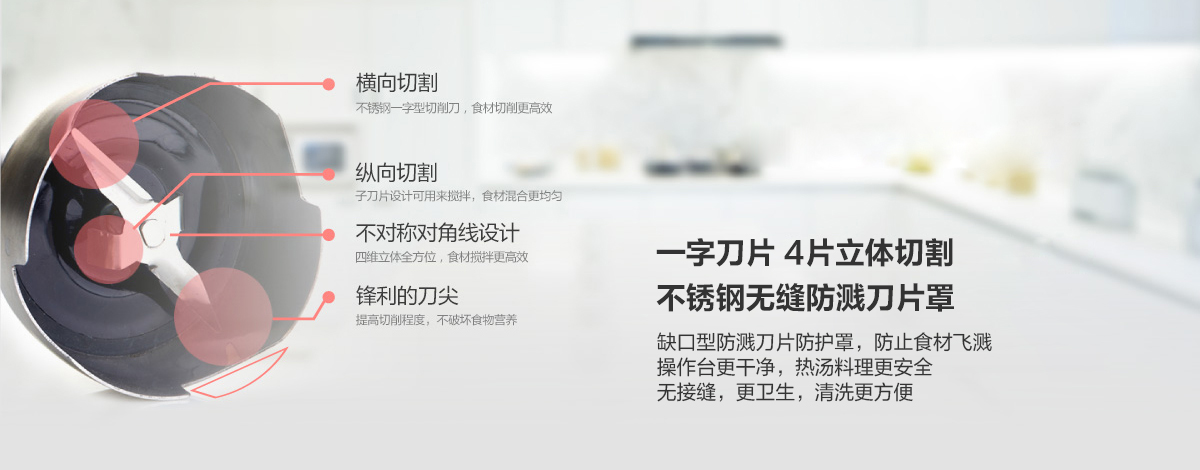 横向切割
不锈钢一字型切削刀，食材切削更高效
纵向切割
子刀片设计可用来搅拌，食材混合更均匀
不对称对角线设计
四维立体全方位，食材搅拌更高效
锋利的刀尖
提高切削程度，不破坏食物营养
一字刀片 4片立体切割
不锈钢无缝防溅刀片罩
缺口型防溅刀片防护罩，防止食材飞溅
操作台更干净，热汤料理更安全
无接缝，更卫生，清洗更方便